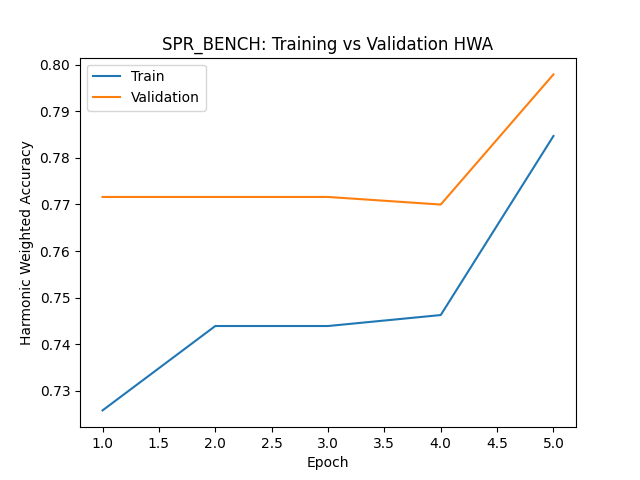 SPR_BENCH: Training vs Validation HWA
Train
Validation
Harmonic Weighted Accuracy
0.80
0.79
0.78
0.77
0.76
0.75
0.74
0.73
1.0 1.5 2.0 2.5 3.0 3.5 4.0 4.5 5.0
Epoch